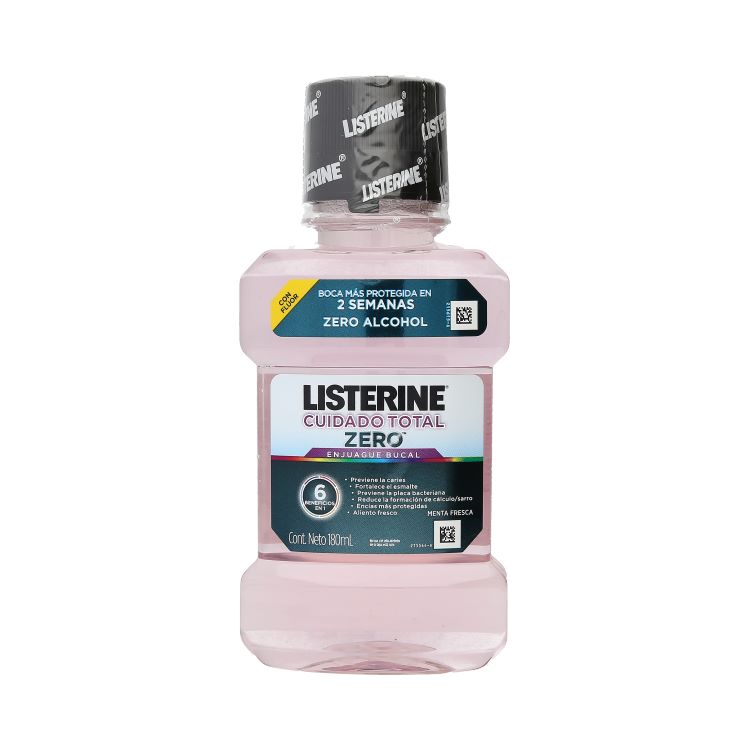 LISTERINE®
LISTERINE®
LISTERINE®
CON FLÚOR
BOCA MÁS PROTEGIDA EN
2 SEMANAS
ZERO ALCOHOL
LISTERINE®
CUIDADO TOTAL
ZERO™
ENJUAGUE BUCAL
6
BENEFICIOS
EN 1
• Previene la caries
• Fortalece el esmalte
• Previene la placa bacteriana
• Reduce la formación de cálculo/sarro
• Encías más protegidas
• Aliento fresco
MENTA FRESCA
Cont. Neto 180mL